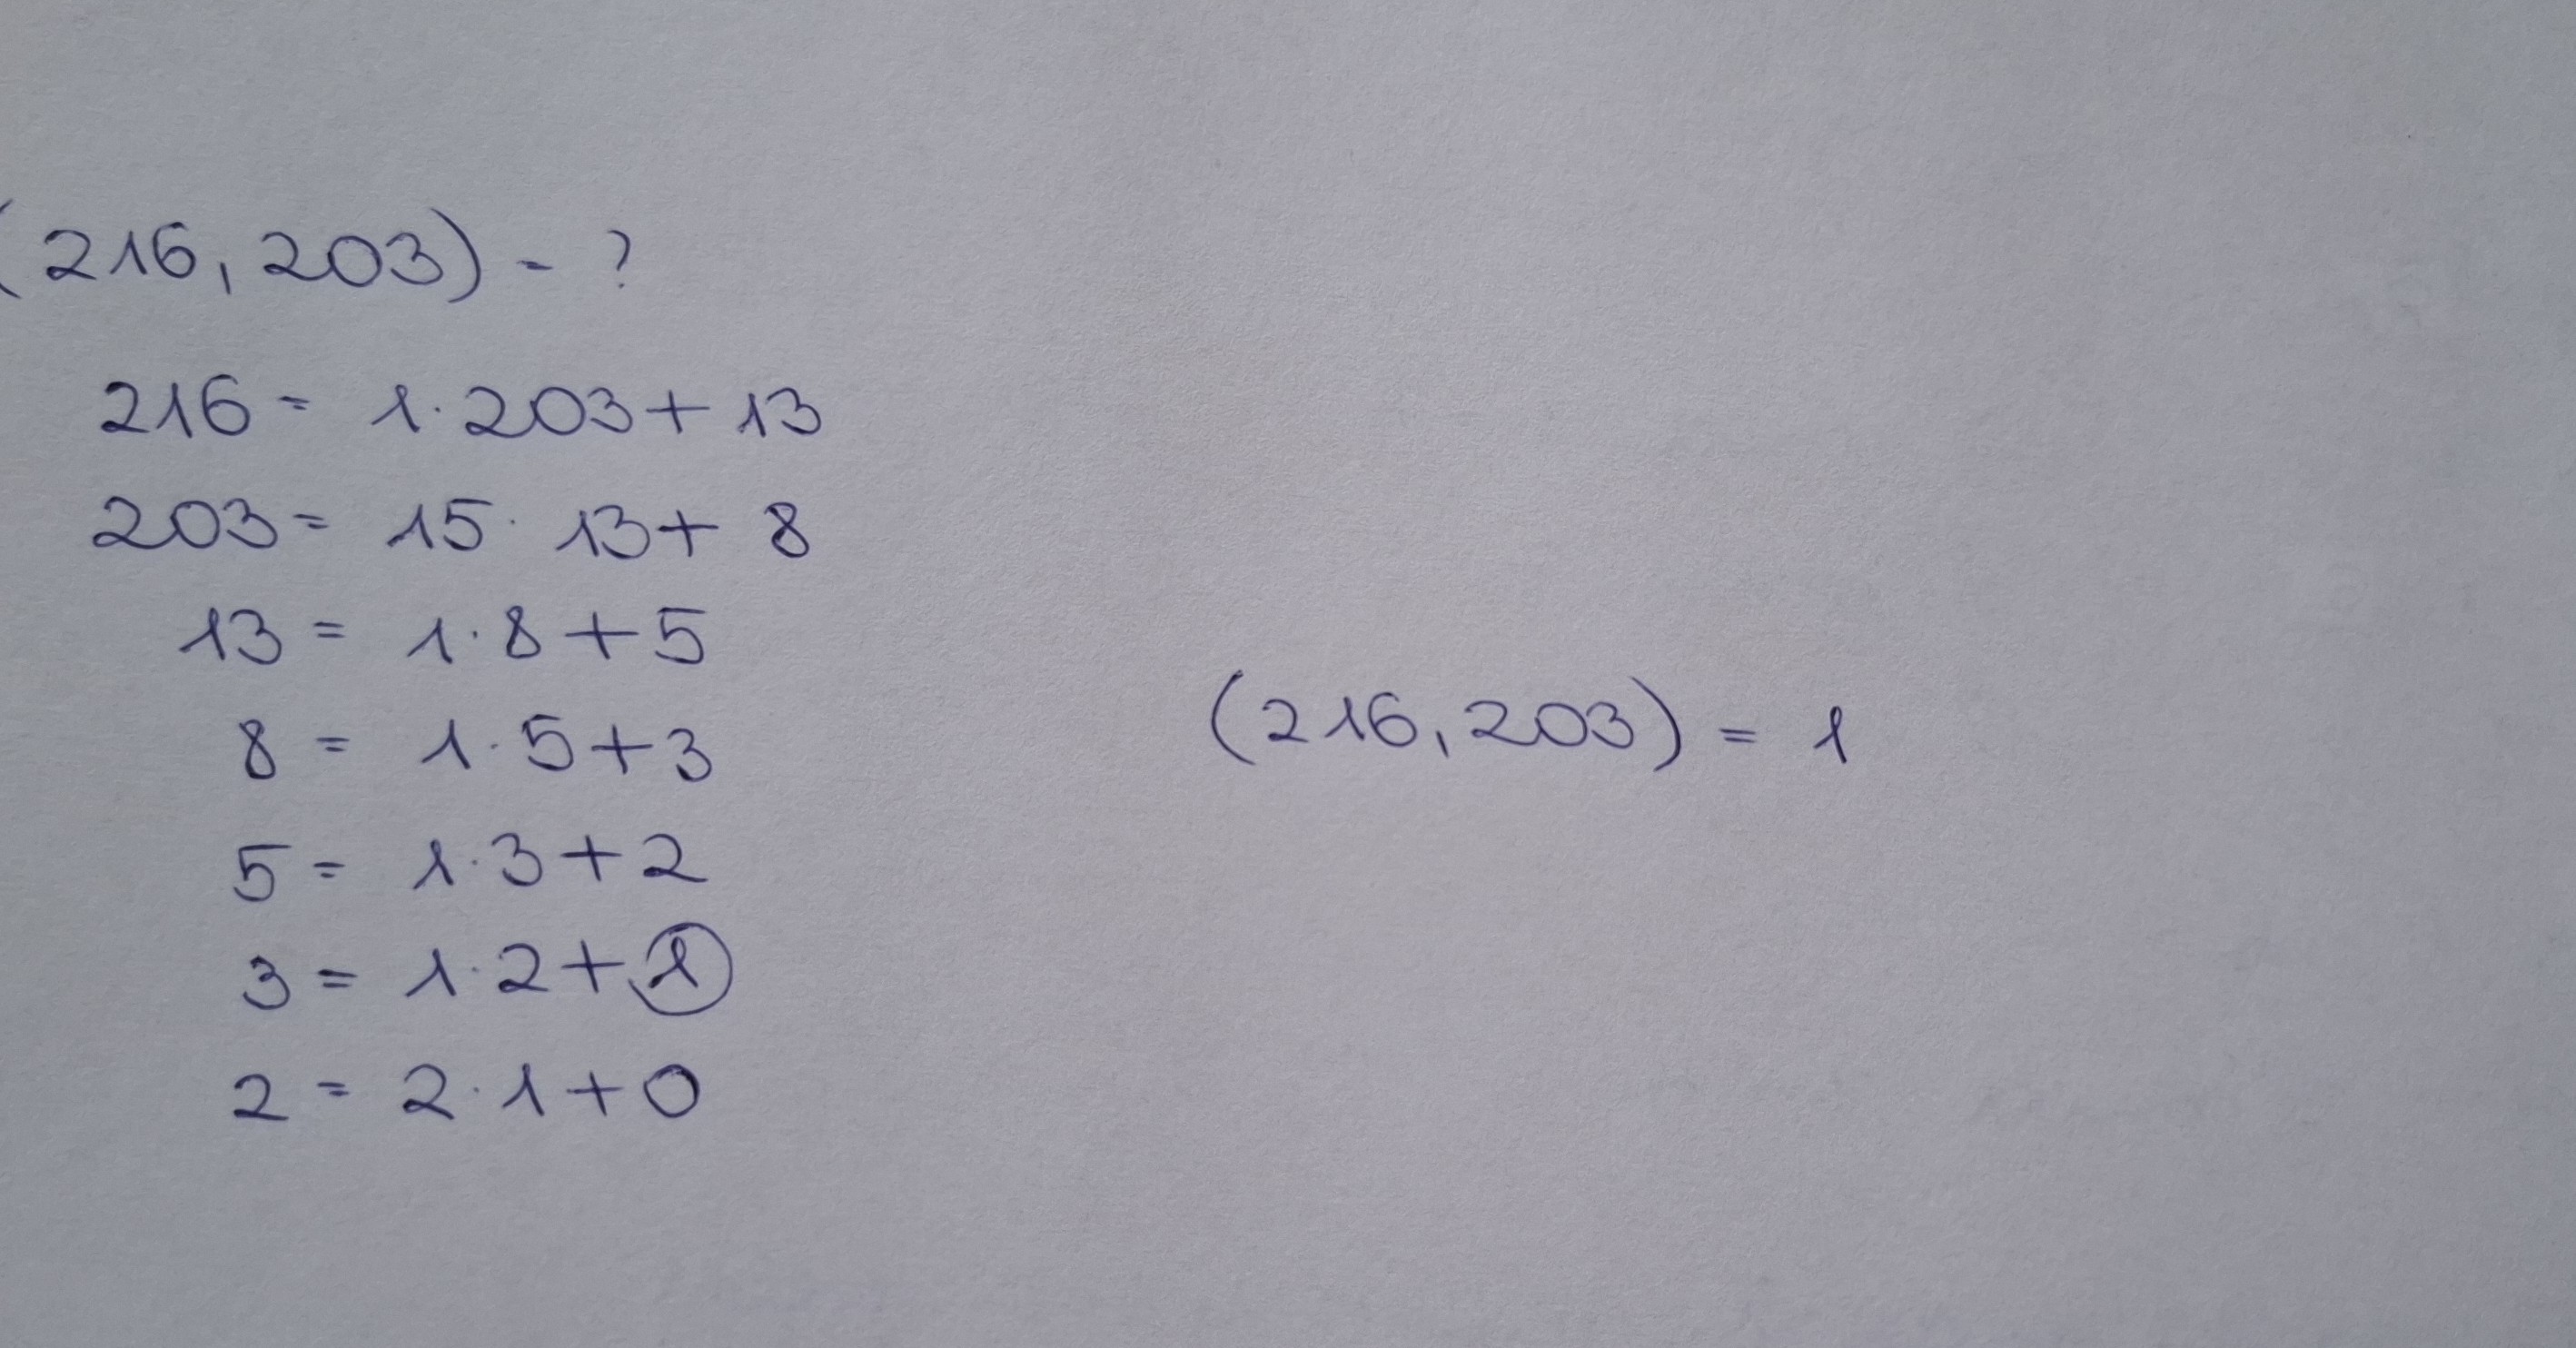 (216, 203) - ?
216 = 1 · 203 + 13
203 = 15 · 13 + 8
13 = 1 · 8 + 5
8 = 1 · 5 + 3
5 = 1 · 3 + 2
3 = 1 · 2 + 1
2 = 2 · 1 + 0
(216, 203) = 1